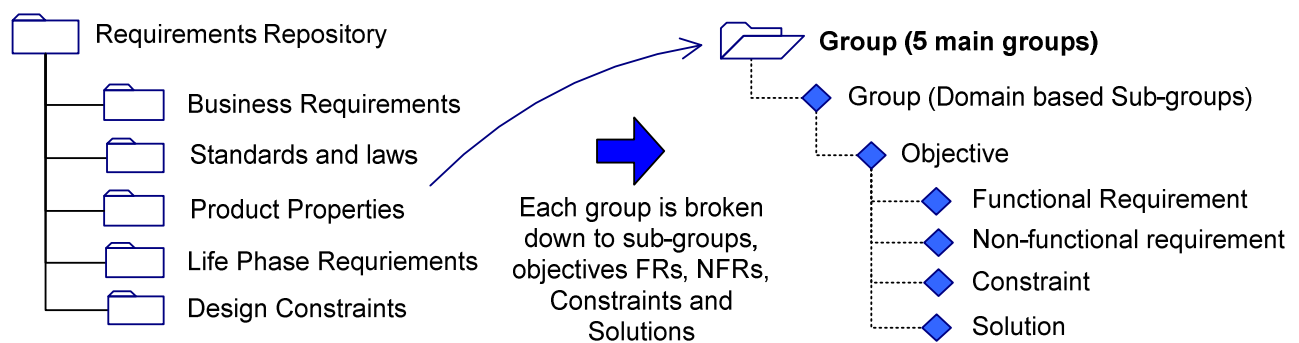 Requirements Repository
Business Requirements
Standards and laws
Product Properties
Life Phase Requriements
Design Constraints
Each group is broken
down to sub-groups,
objectives FRs, NFRs,
Constraints and
Solutions
Group (5 main groups)
Group (Domain based Sub-groups)
Objective
Functional Requirement
Non-functional requirement
Constraint
Solution